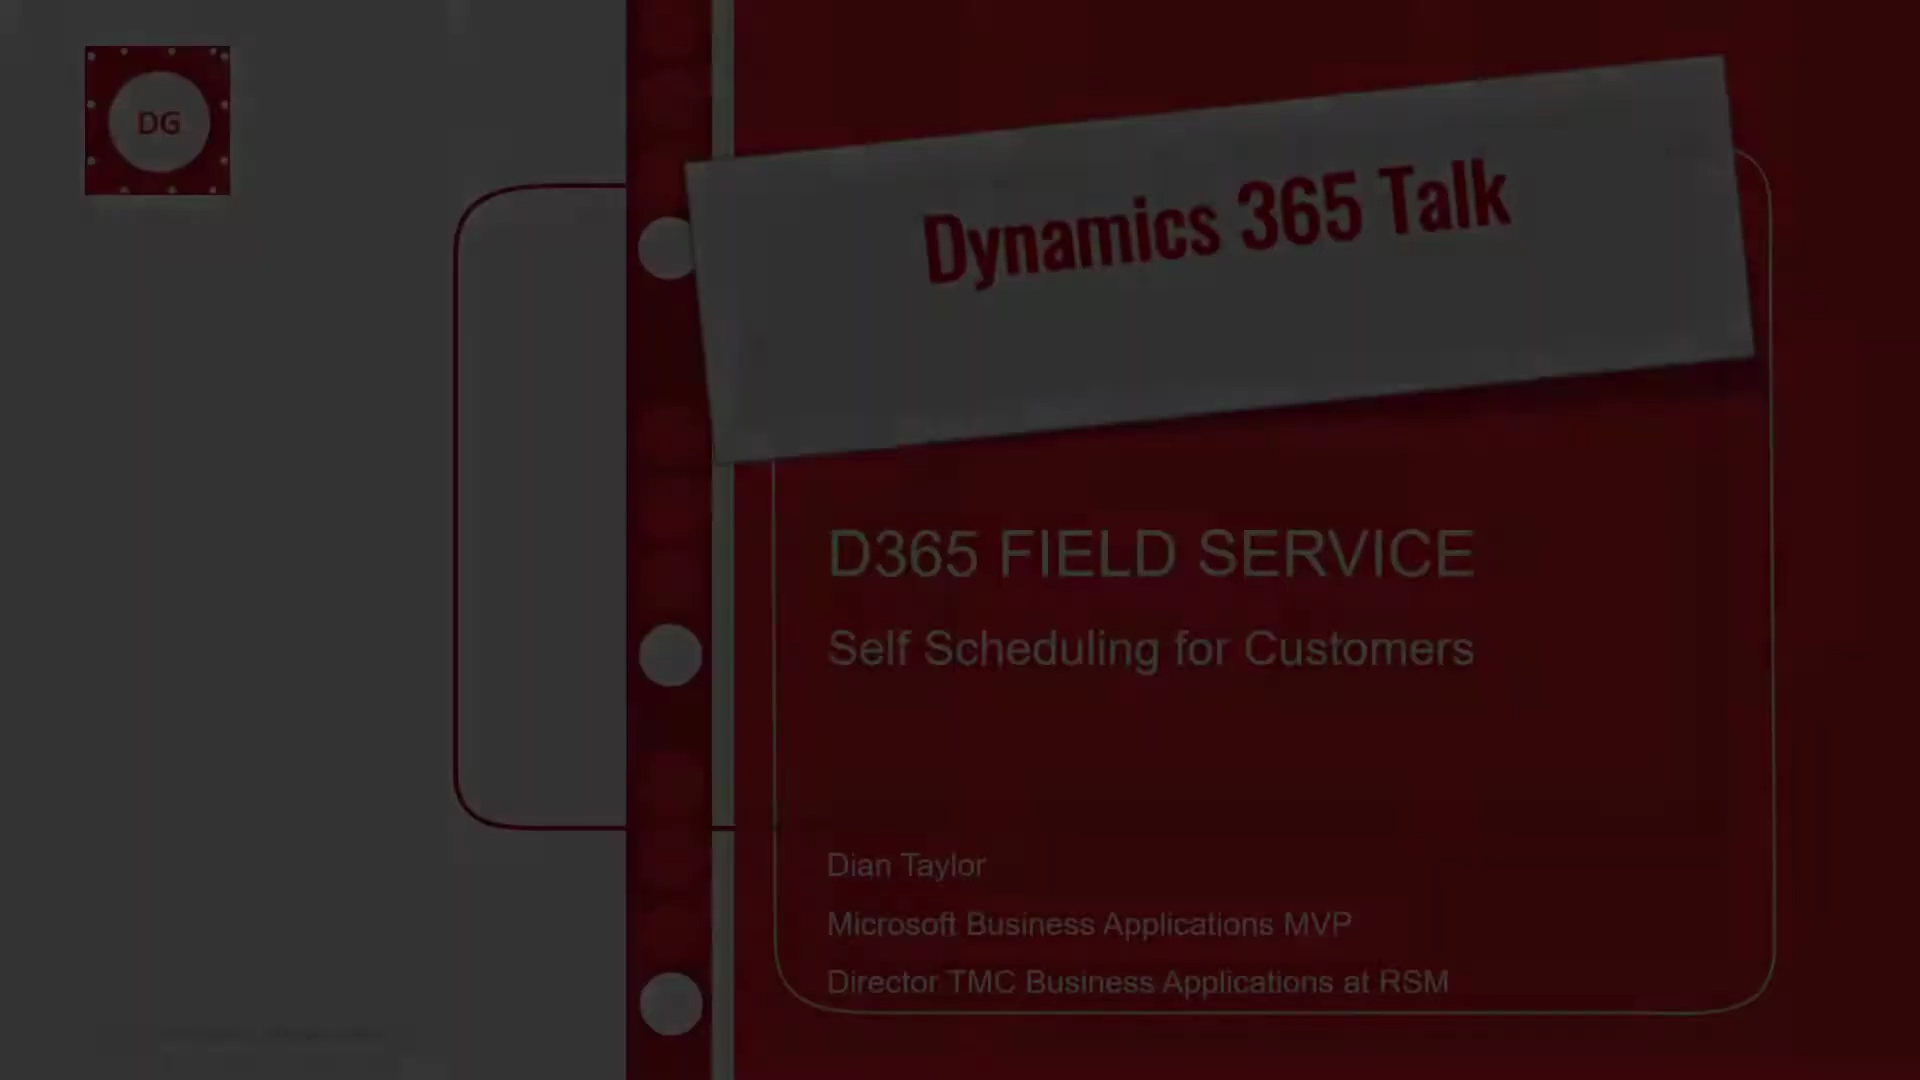 DG
Dynamics 365 Talk
D365 FIELD SERVICE
Self Scheduling for Customers
Dian Taylor
Microsoft Business Applications MVP
Director TMC Business Applications at RSM